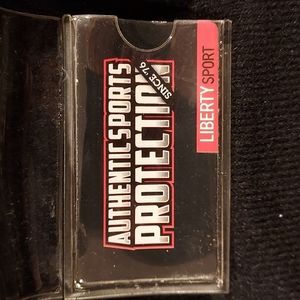 AUTHENTIC SPORTS
PROTECTION
SINCE '76
LIBERTY SPORT